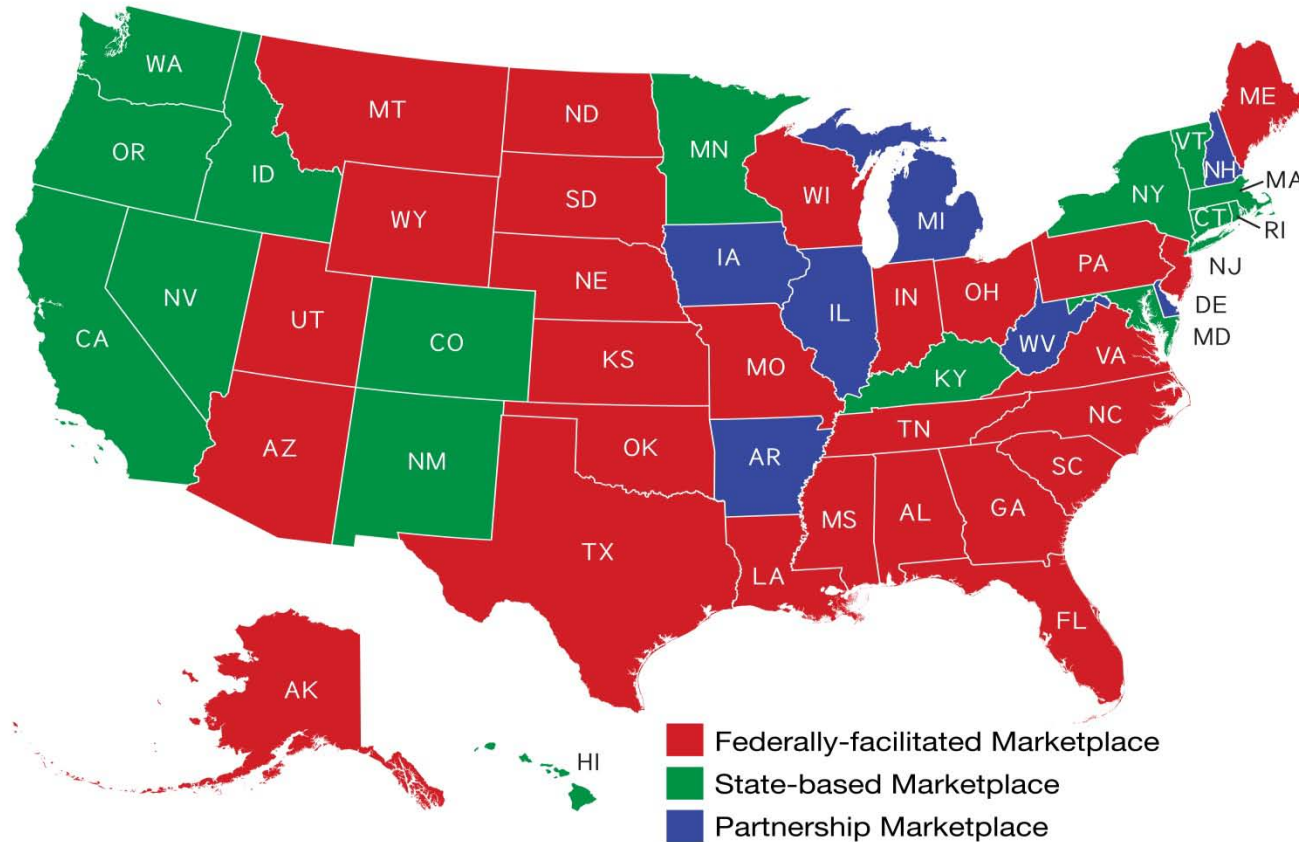 WA
MT
ND
MN
ME
OR
ID
VT
NH
WY
SD
WI
MI
NY
MA
CT
RI
IA
PA
NJ
NE
NV
UT
IL
IN
OH
DE
CA
CO
WV
MD
KS
MO
VA
KY
NC
AZ
NM
OK
AR
TN
SC
MS
AL
GA
TX
LA
FL
AK
HI
Federally-facilitated Marketplace
State-based Marketplace
Partnership Marketplace